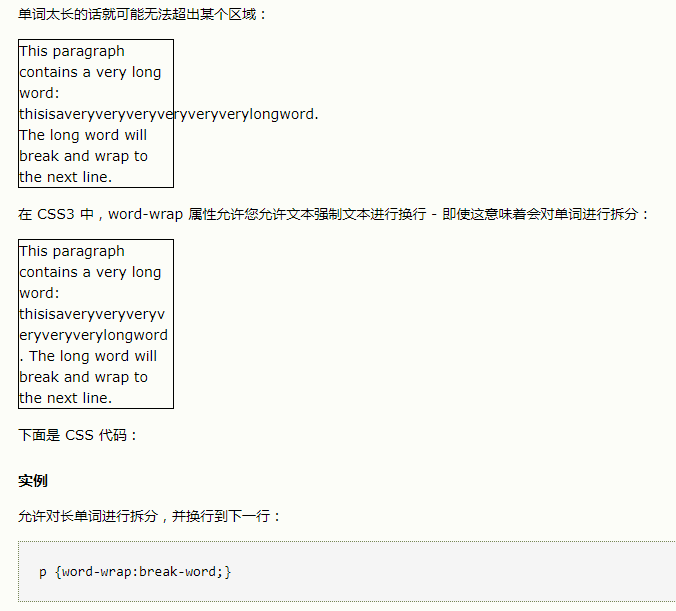 单词太长的话就可能无法超出某个区域：
This paragraph
contains a very long
word:
thisisaveryveryveryveryveryverylongword.
The long word will
break and wrap to
the next line.
在 CSS3 中，word-wrap 属性允许您允许文本强制文本进行换行 - 即使这意味着会对单词进行拆分：
This paragraph
contains a very long
word:
thisisaveryveryveryv
eryveryverylongword
. The long word will
break and wrap to
the next line.
下面是 CSS 代码：
实例
允许对长单词进行拆分，并换行到下一行：
p {word-wrap:break-word;}